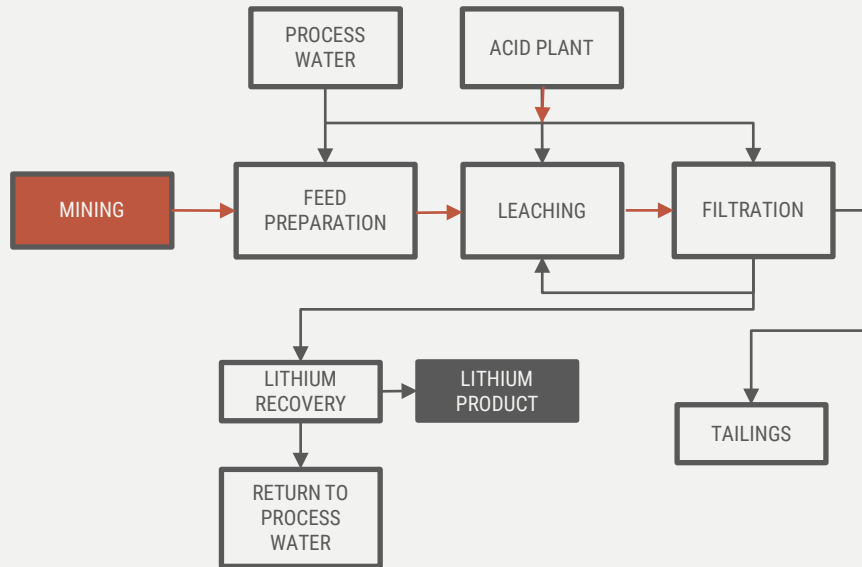 PROCESS
WATER
ACID PLANT
MINING
FEED
PREPARATION
LEACHING
FILTRATION
LITHIUM
RECOVERY
LITHIUM
PRODUCT
TAILINGS
RETURN TO
PROCESS
WATER